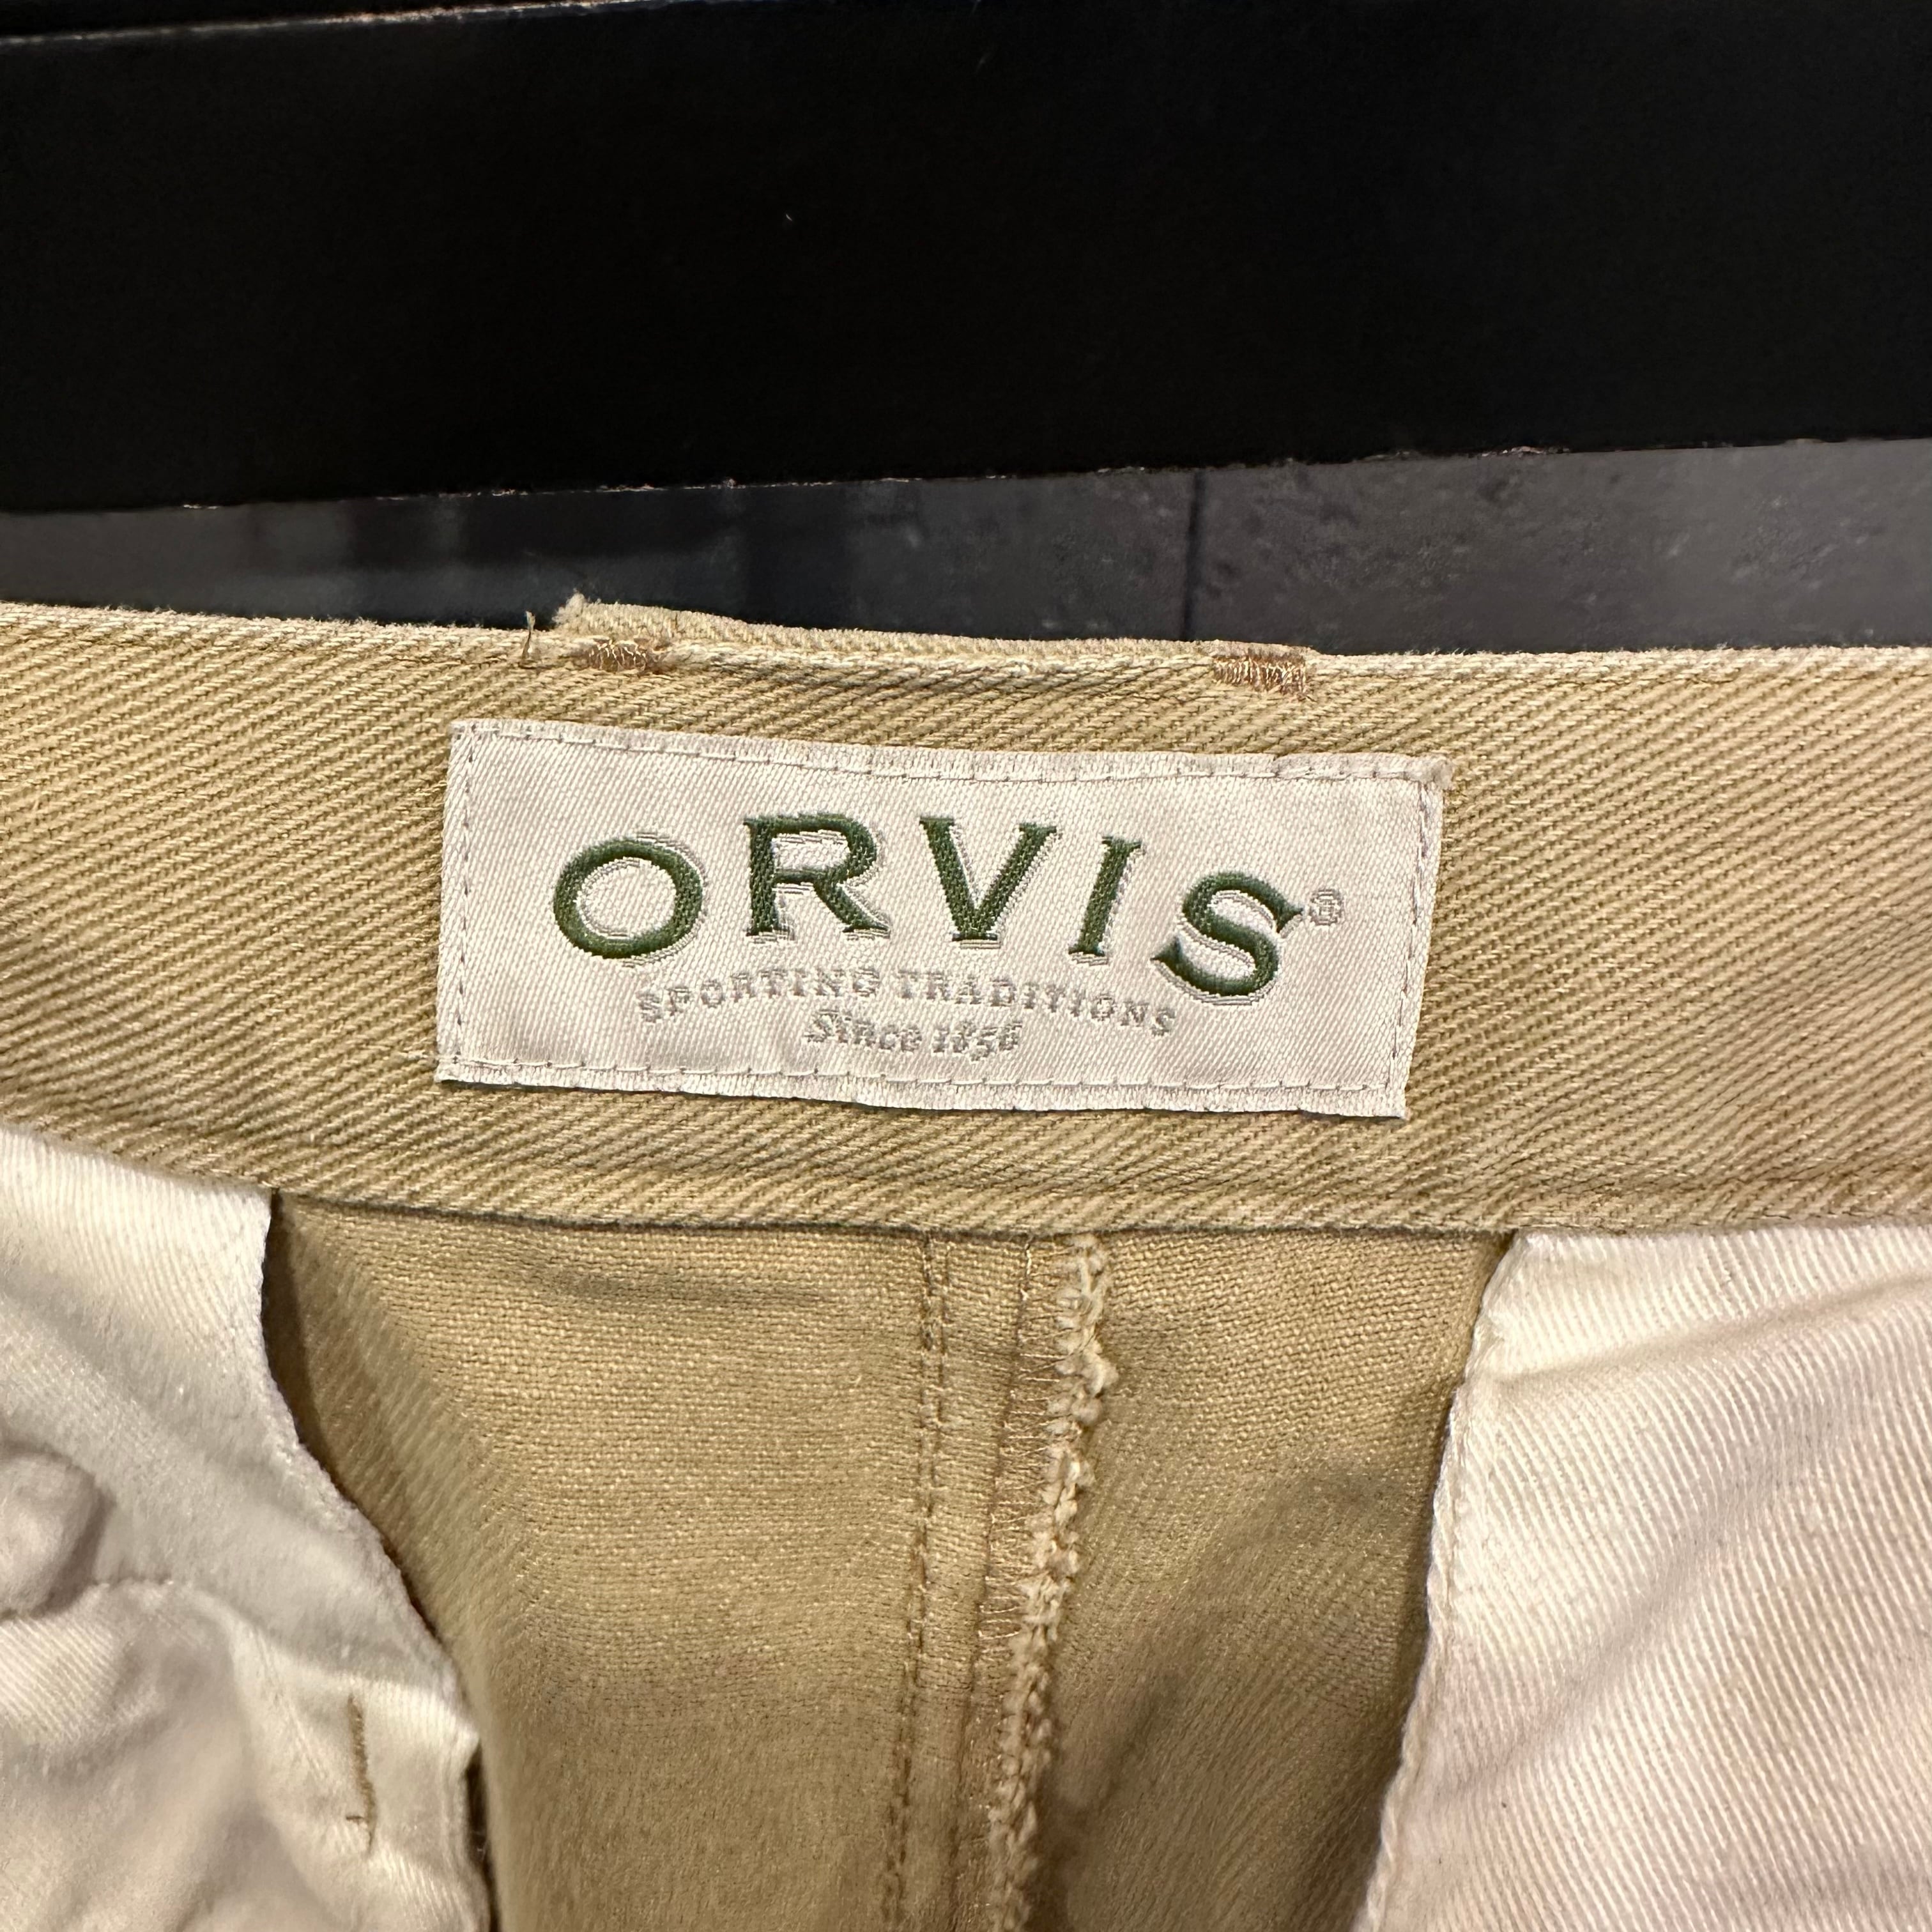 ORVIS®
SPORTING TRADITIONS
Since 1856